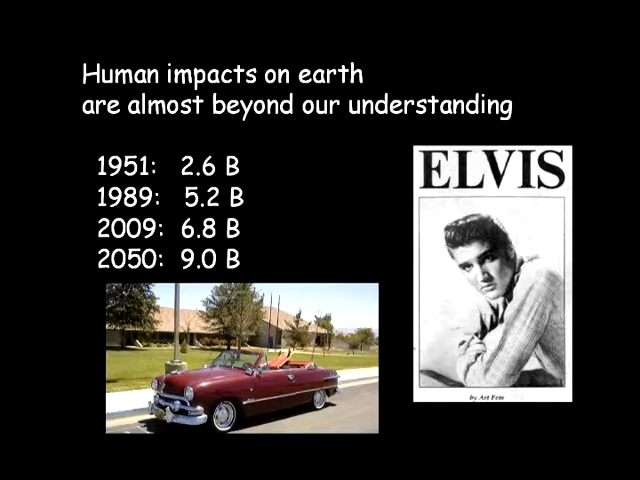 Human impacts on earth
are almost beyond our understanding
1951: 2.6 B
1989: 5.2 B
2009: 6.8 B
2050: 9.0 B
ELVIS
by Art Fein